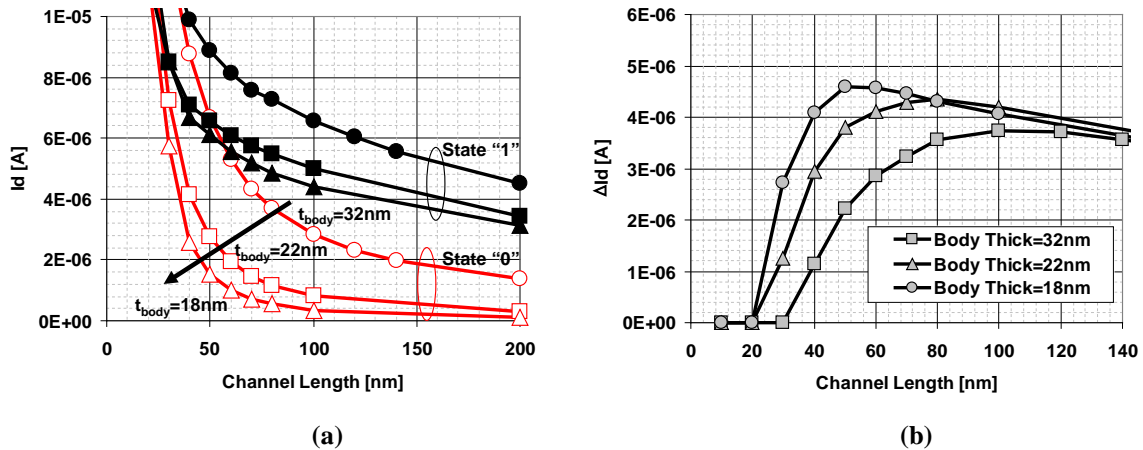 1E-05
8E-06
6E-06
4E-06
2E-06
0E+00
Id [A]
0
50
100
150
200
Channel Length [nm]
State “1”
t_body=32nm
t_body=22nm
State “0”
t_body=18nm
(a)
6E-06
5E-06
4E-06
3E-06
2E-06
1E-06
0E+00
ΔId [A]
0
20
40
60
80
100
120
140
Channel Length [nm]
Body Thick=32nm
Body Thick=22nm
Body Thick=18nm
(b)